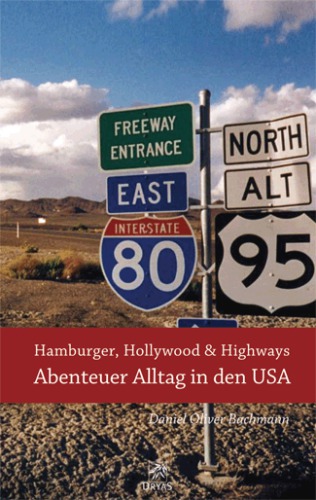 FREEWAY
ENTRANCE
NORTH
EAST
ALT
INTERSTATE
80
95
Hamburger, Hollywood & Highways
Abenteuer Alltag in den USA
Daniel Oliver Bachmann
DRYAS